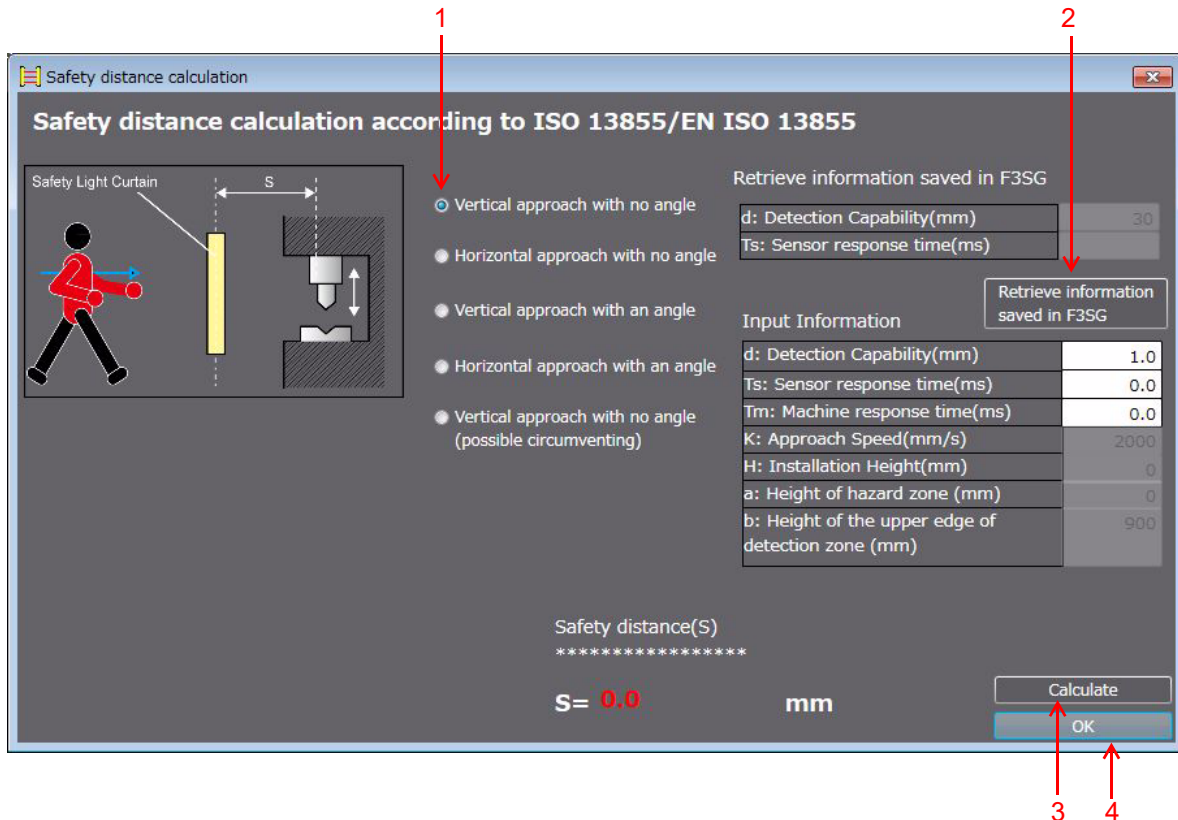 1
2
Safety distance calculation
Safety distance calculation according to ISO 13855/EN ISO 13855
Safety Light Curtain
S
Vertical approach with no angle
Horizontal approach with no angle
Vertical approach with an angle
Horizontal approach with an angle
Vertical approach with no angle
(possible circumventing)
Retrieve information saved in F3SG
d: Detection Capability(mm) 30
Ts: Sensor response time(ms)
Retrieve information
saved in F3SG
Input Information
d: Detection Capability(mm) 1.0
Ts: Sensor response time(ms) 0.0
Tm: Machine response time(ms) 0.0
K: Approach Speed(mm/s) 2000
H: Installation Height(mm) 0
a: Height of hazard zone (mm) 0
b: Height of the upper edge of 900
detection zone (mm)
Safety distance(S)
*****************
S= 0.0 mm
Calculate
OK
3
4